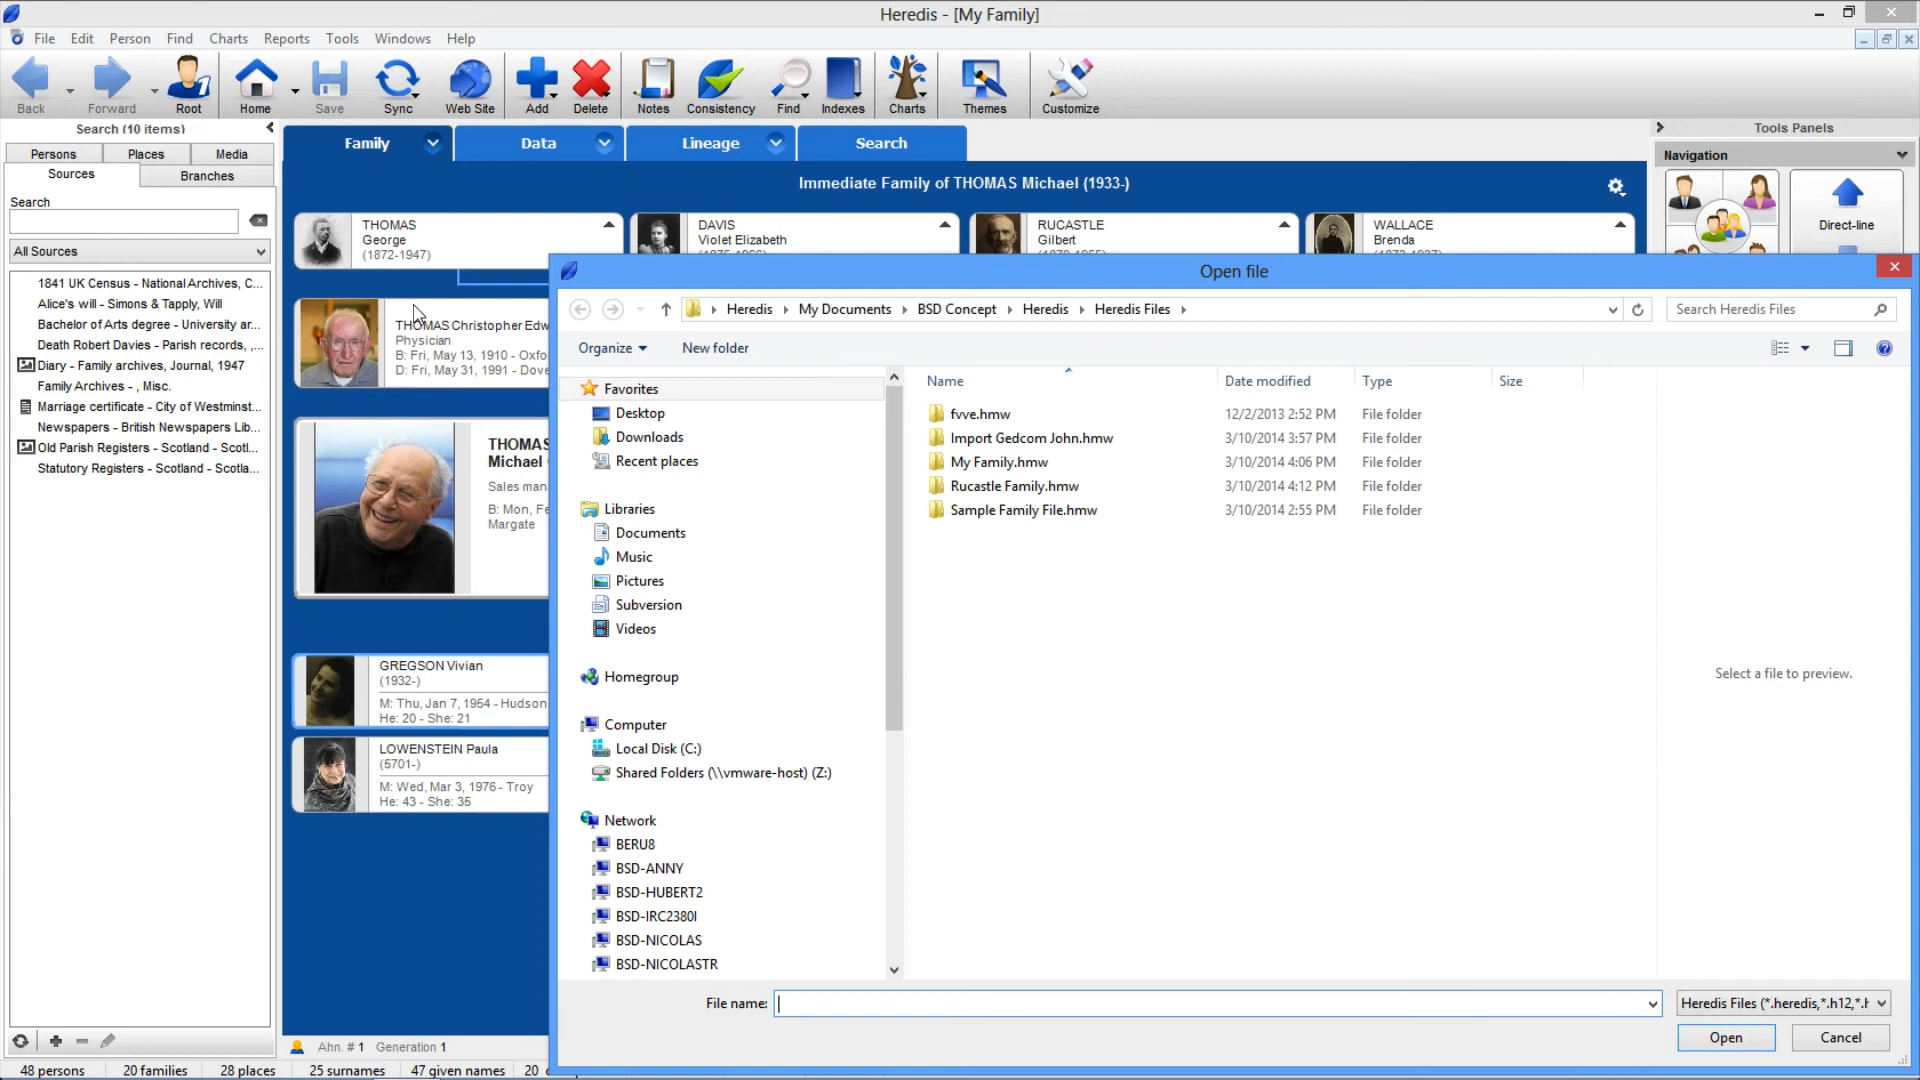 Heredis - [My Family]
File Edit Person Find Charts Reports Tools Windows Help
Back Forward Root Home Save Sync Web Site Add Delete Notes Consistency Find Indexes Charts Themes Customize
Search (10 items)
Persons Places Media
Sources Branches
Search
All Sources
1841 UK Census - National Archives, C...
Alice's will - Simons & Tapply, Will
Bachelor of Arts degree - University ar...
Death Robert Davies - Parish records, ,...
Diary - Family archives, Journal, 1947
Family Archives - , Misc.
Marriage certificate - City of Westminst...
Newspapers - British Newspapers Lib...
Old Parish Registers - Scotland - Scotl...
Statutory Registers - Scotland - Scotla...
Family Data Lineage Search
Immediate Family of THOMAS Michael (1933-)
THOMAS
George
(1872-1947)
DAVIS
Violet Elizabeth
RUCASTLE
Gilbert
WALLACE
Brenda
THOMAS Christopher Edw
Physician
B: Fri, May 13, 1910 - Oxfo
D: Fri, May 31, 1991 - Dove
THOMAS
Michael
Sales man
B: Mon, Fe
Margate
GREGSON Vivian
(1932-)
M: Thu, Jan 7, 1954 - Hudson
He: 20 - She: 21
LOWENSTEIN Paula
(5701-)
M: Wed, Mar 3, 1976 - Troy
He: 43 - She: 35
Ahn. # 1 Generation 1
48 persons 20 families 28 places 25 surnames 47 given names 20
Tools Panels
Navigation
Direct-line
Open file
Heredis My Documents BSD Concept Heredis Heredis Files
Search Heredis Files
Organize New folder
Favorites
Desktop
Downloads
Recent places
Libraries
Documents
Music
Pictures
Subversion
Videos
Homegroup
Computer
Local Disk (C:)
Shared Folders (\\vmware-host) (Z:)
Network
BERU8
BSD-ANNY
BSD-HUBERT2
BSD-IRC2380I
BSD-NICOLAS
BSD-NICOLASTR
Name Date modified Type Size
fvve.hmw 12/2/2013 2:52 PM File folder
Import Gedcom John.hmw 3/10/2014 3:57 PM File folder
My Family.hmw 3/10/2014 4:06 PM File folder
Rucastle Family.hmw 3/10/2014 4:12 PM File folder
Sample Family File.hmw 3/10/2014 2:55 PM File folder
Select a file to preview.
File name:
Heredis Files (*.heredis,*.h12,*.h
Open Cancel